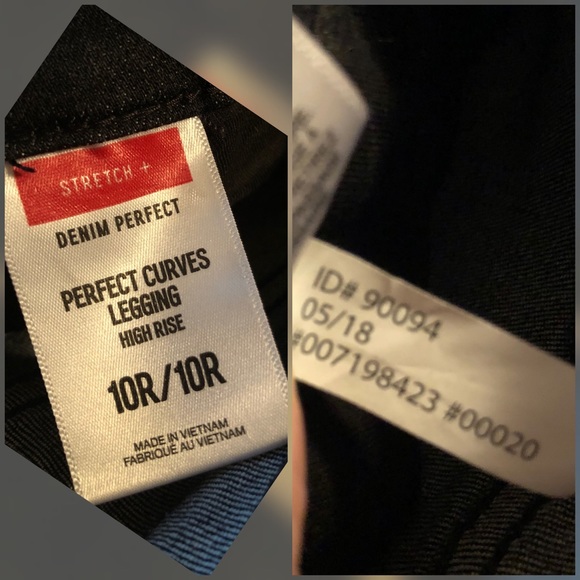 STRETCH +
DENIM PERFECT
PERFECT CURVES
LEGGING
HIGH RISE
10R/10R
MADE IN VIETNAM
FABRIQUÉ AU VIETNAM
ID# 90094
05/18
#007198423 #00020